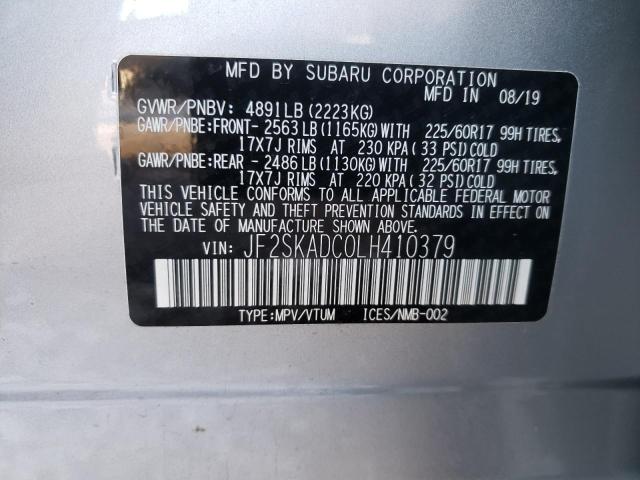 MFD BY SUBARU CORPORATION
MFD IN 08/19
GVWR/PNBV: 4891LB(2223KG)
GAWR/PNBE:FRONT-2563LB(1165KG)WITH 225/60R17 99H TIRES,
17X7J RIMS AT 230 KPA(33 PSI)COLD
GAWR/PNBE:REAR -2486LB(1130KG)WITH 225/60R17 99H TIRES,
17X7J RIMS AT 220 KPA(32 PSI)COLD
THIS VEHICLE CONFORMS TO ALL APPLICABLE FEDERAL MOTOR
VEHICLE SAFETY AND THEFT PREVENTION STANDARDS IN EFFECT ON
THE DATE OF MANUFACTURE SHOWN ABOVE.
VIN: JF2SKADC0LH410379
TYPE:MPV/VTUM ICES/NMB-002